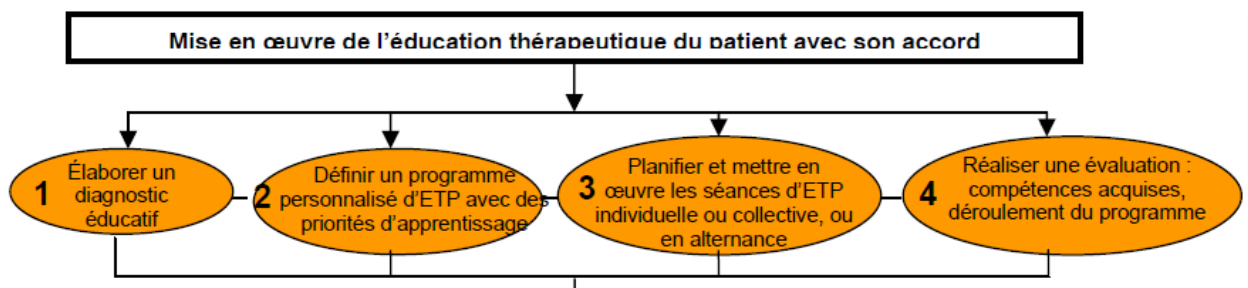 Mise en œuvre de l'éducation thérapeutique du patient avec son accord
1
Élaborer un
diagnostic
éducatif
2
Définir un programme
personnalisé d'ETP avec des
priorités d'apprentissage
3
Planifier et mettre en
œuvre les séances d'ETP
individuelle ou collective, ou
en alternance
4
Réaliser une évaluation :
compétences acquises,
déroulement du programme